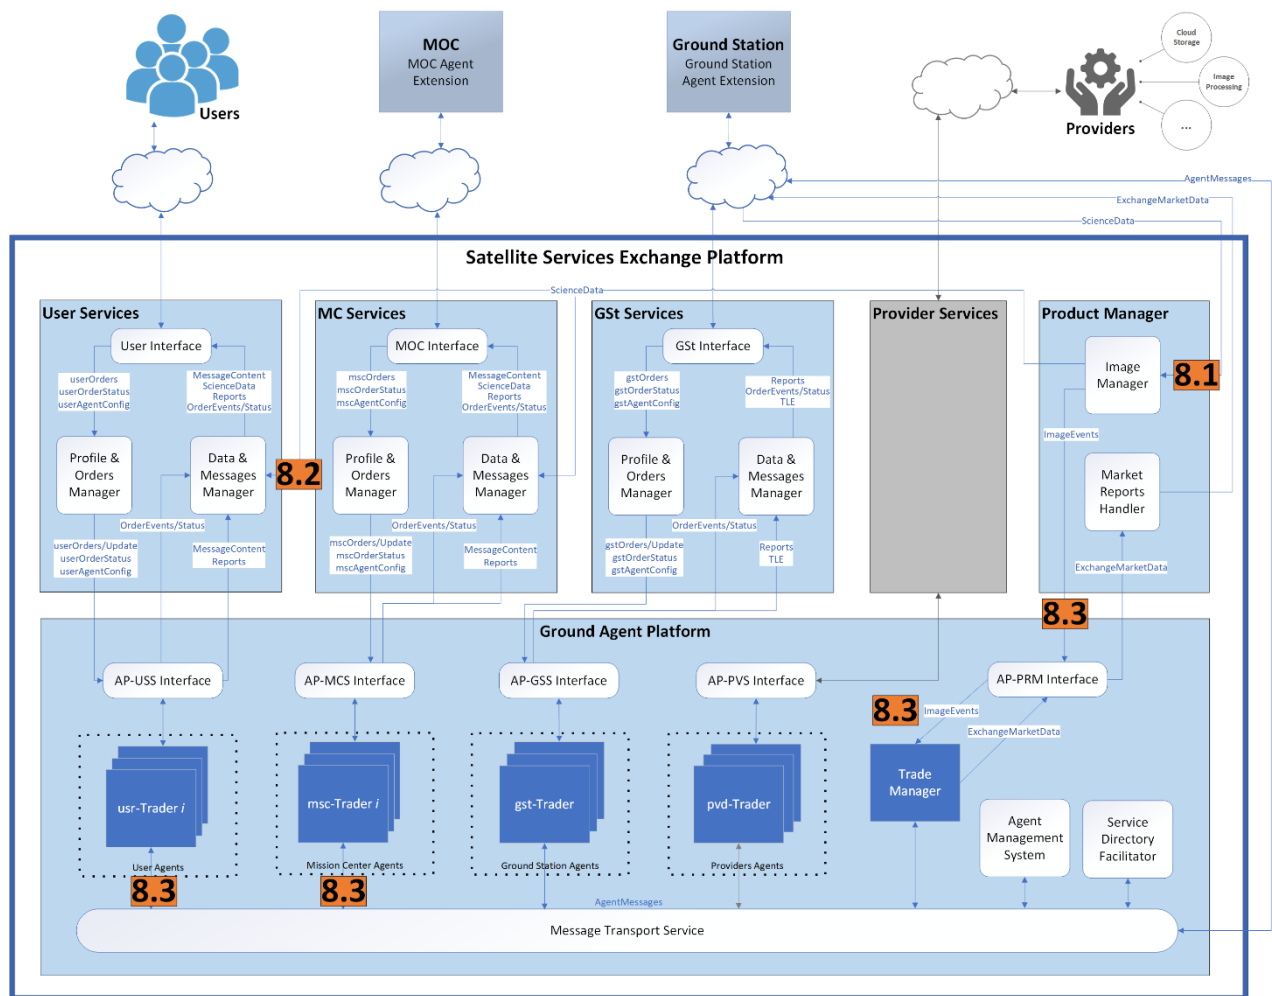 MOC
MOC Agent
Extension
Ground Station
Ground Station
Agent Extension
Cloud
Storage
Image
Processing
...
Users
Providers
AgentMessages
ExchangeMarketData
ScienceData
Satellite Services Exchange Platform
ScienceData
User Services
MC Services
GSt Services
Provider Services
Product Manager
User Interface
MOC Interface
GSt Interface
Image
Manager
8.1
userOrders
userOrderStatus
userAgentConfig
MessageContent
ScienceData
Reports
OrderEvents/Status
mscOrders
mscOrderStatus
mscAgentConfig
MessageContent
ScienceData
Reports
OrderEvents/Status
gstOrders
gstOrderStatus
gstAgentConfig
Reports
OrderEvents/Status
TLE
ImageEvents
Profile &
Orders
Manager
Data &
Messages
Manager
8.2
Profile &
Orders
Manager
Data &
Messages
Manager
Profile &
Orders
Manager
Data &
Messages
Manager
Market
Reports
Handler
OrderEvents/Status
OrderEvents/Status
OrderEvents/Status
userOrders/Update
userOrderStatus
userAgentConfig
MessageContent
Reports
mscOrders/Update
mscOrderStatus
mscAgentConfig
MessageContent
Reports
gstOrders/Update
gstOrderStatus
gstAgentConfig
Reports
TLE
ExchangeMarketData
8.3
Ground Agent Platform
AP-USS Interface
AP-MCS Interface
AP-GSS Interface
AP-PVS Interface
AP-PRM Interface
8.3
ImageEvents
ExchangeMarketData
usr-Trader i
msc-Trader i
gst-Trader
pvd-Trader
Trade
Manager
Agent
Management
System
Service
Directory
Facilitator
User Agents
Mission Center Agents
Ground Station Agents
Providers Agents
8.3
8.3
AgentMessages
Message Transport Service